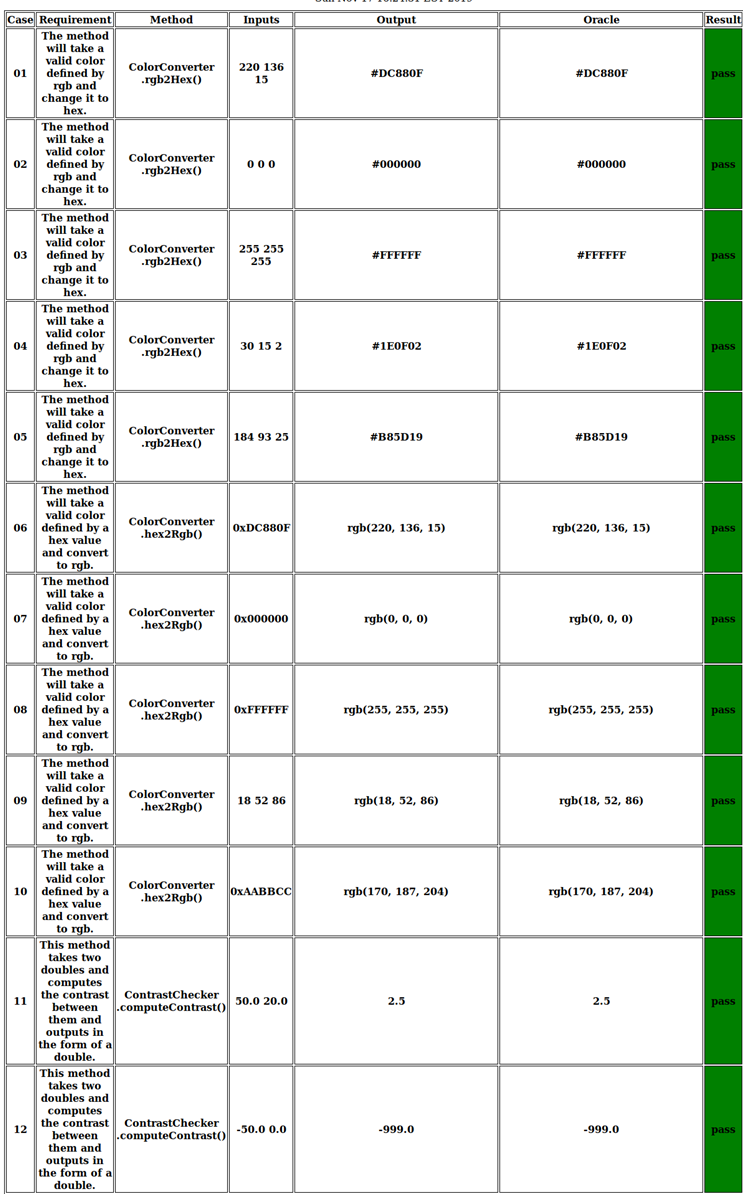 Sun Nov 17 16:24:51 EST 2019
Case Requirement Method Inputs Output Oracle Result
01 The method will take a valid color defined by rgb and change it to hex. ColorConverter .rgb2Hex() 220 136 15 #DC880F #DC880F pass
02 The method will take a valid color defined by rgb and change it to hex. ColorConverter .rgb2Hex() 0 0 0 #000000 #000000 pass
03 The method will take a valid color defined by rgb and change it to hex. ColorConverter .rgb2Hex() 255 255 255 #FFFFFF #FFFFFF pass
04 The method will take a valid color defined by rgb and change it to hex. ColorConverter .rgb2Hex() 30 15 2 #1E0F02 #1E0F02 pass
05 The method will take a valid color defined by rgb and change it to hex. ColorConverter .rgb2Hex() 184 93 25 #B85D19 #B85D19 pass
06 The method will take a valid color defined by a hex value and convert to rgb. ColorConverter .hex2Rgb() 0xDC880F rgb(220, 136, 15) rgb(220, 136, 15) pass
07 The method will take a valid color defined by a hex value and convert to rgb. ColorConverter .hex2Rgb() 0x000000 rgb(0, 0, 0) rgb(0, 0, 0) pass
08 The method will take a valid color defined by a hex value and convert to rgb. ColorConverter .hex2Rgb() 0xFFFFFF rgb(255, 255, 255) rgb(255, 255, 255) pass
09 The method will take a valid color defined by a hex value and convert to rgb. ColorConverter .hex2Rgb() 18 52 86 rgb(18, 52, 86) rgb(18, 52, 86) pass
10 The method will take a valid color defined by a hex value and convert to rgb. ColorConverter .hex2Rgb() 0xAABBCC rgb(170, 187, 204) rgb(170, 187, 204) pass
11 This method takes two doubles and computes the contrast between them and outputs in the form of a double. ContrastChecker .computeContrast() 50.0 20.0 2.5 2.5 pass
12 This method takes two doubles and computes the contrast between them and outputs in the form of a double. ContrastChecker .computeContrast() -50.0 0.0 -999.0 -999.0 pass